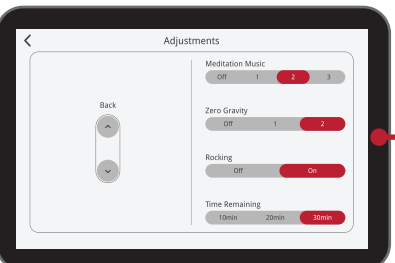 Adjustments
Back
Meditation Music
Off 1 2 3
Zero Gravity
Off 1 2
Rocking
Off On
Time Remaining
10min 20min 30min